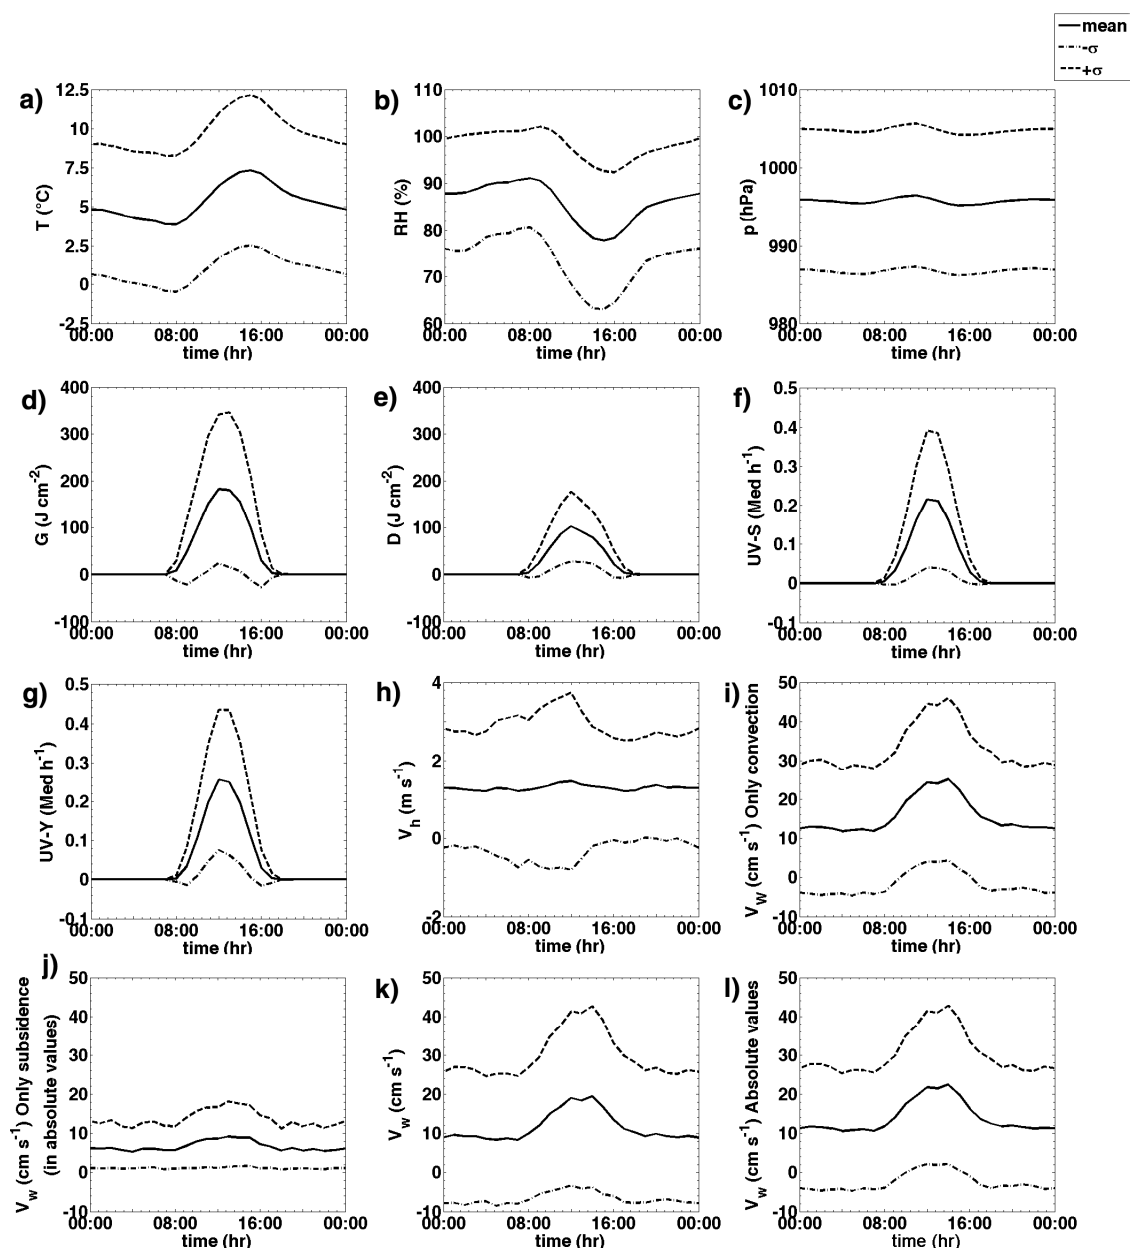 mean
-σ
+σ
a)
12.5
10
7.5
5
2.5
0
-2.5
T (°C)
00:00 08:00 16:00 00:00
time (hr)
b)
110
100
90
80
70
60
RH (%)
00:00 08:00 16:00 00:00
time (hr)
c)
1010
1000
990
980
p (hPa)
00:00 08:00 16:00 00:00
time (hr)
d)
400
300
200
100
0
-100
G (J cm⁻²)
00:00 08:00 16:00 00:00
time (hr)
e)
400
300
200
100
0
-100
D (J cm⁻²)
00:00 08:00 16:00 00:00
time (hr)
f)
0.5
0.4
0.3
0.2
0.1
0
-0.1
UV-S (Med h⁻¹)
00:00 08:00 16:00 00:00
time (hr)
g)
0.5
0.4
0.3
0.2
0.1
0
-0.1
UV-Y (Med h⁻¹)
00:00 08:00 16:00 00:00
time (hr)
h)
4
2
0
-2
V_h (m s⁻¹)
00:00 08:00 16:00 00:00
time (hr)
i)
50
40
30
20
10
0
-10
V_w (cm s⁻¹) Only convection
00:00 08:00 16:00 00:00
time (hr)
j)
50
40
30
20
10
0
-10
V_w (cm s⁻¹) Only subsidence
(in absolute values)
00:00 08:00 16:00 00:00
time (hr)
k)
50
40
30
20
10
0
-10
V_w (cm s⁻¹)
00:00 08:00 16:00 00:00
time (hr)
l)
50
40
30
20
10
0
-10
V_w (cm s⁻¹) Absolute values
00:00 08:00 16:00 00:00
time (hr)